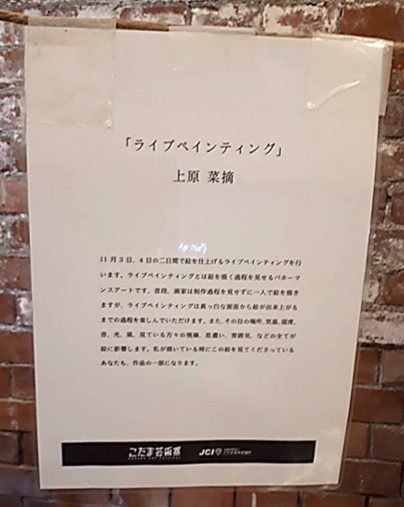 「ライブペインティング」
上原 菜摘
11月3日、4日の二日間で絵を仕上げるライブペインティングを行
います。ライブペインティングとは絵を描く過程を見せるパホーマ
ンスアートです。普段、画家は制作過程を見せずに一人で絵を描き
ますが、ライブペインティングは真っ白な画面から絵が出来上がる
までの過程を楽しんでいただけます。また、その日の場所、気温、湿度、
音、光、風、見ている方々の視線、息遣い、雰囲気、などの全てが
絵に影響します。私が描いている時にこの絵を見てくださっている
あなたも、作品の一部になります。
こだま芸術祭
JCI